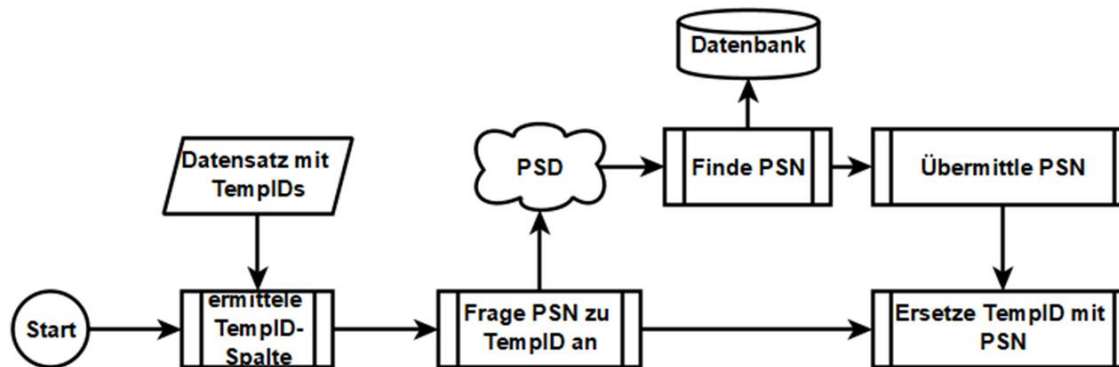 Datenbank
Datensatz mit
TempIDs
PSD
Finde PSN
Übermittle PSN
Start
ermittele
TempID-
Spalte
Frage PSN zu
TempID an
Ersetze TempID mit
PSN